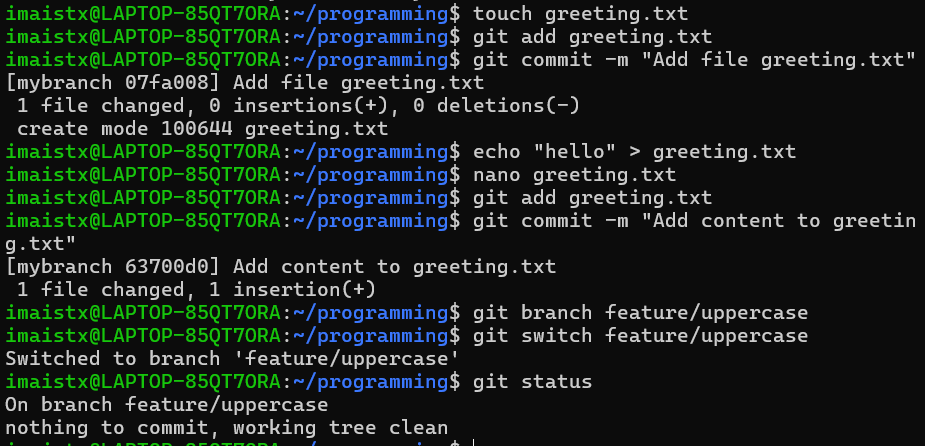 imaistx@LAPTOP-85QT7ORA:~/programming$ touch greeting.txt
imaistx@LAPTOP-85QT7ORA:~/programming$ git add greeting.txt
imaistx@LAPTOP-85QT7ORA:~/programming$ git commit -m "Add file greeting.txt"
[mybranch 07fa008] Add file greeting.txt
 1 file changed, 0 insertions(+), 0 deletions(-)
 create mode 100644 greeting.txt
imaistx@LAPTOP-85QT7ORA:~/programming$ echo "hello" > greeting.txt
imaistx@LAPTOP-85QT7ORA:~/programming$ nano greeting.txt
imaistx@LAPTOP-85QT7ORA:~/programming$ git add greeting.txt
imaistx@LAPTOP-85QT7ORA:~/programming$ git commit -m "Add content to greetin
g.txt"
[mybranch 63700d0] Add content to greeting.txt
 1 file changed, 1 insertion(+)
imaistx@LAPTOP-85QT7ORA:~/programming$ git branch feature/uppercase
imaistx@LAPTOP-85QT7ORA:~/programming$ git switch feature/uppercase
Switched to branch 'feature/uppercase'
imaistx@LAPTOP-85QT7ORA:~/programming$ git status
On branch feature/uppercase
nothing to commit, working tree clean
imaistx@LAPTOP-85QT7ORA:~/programming$